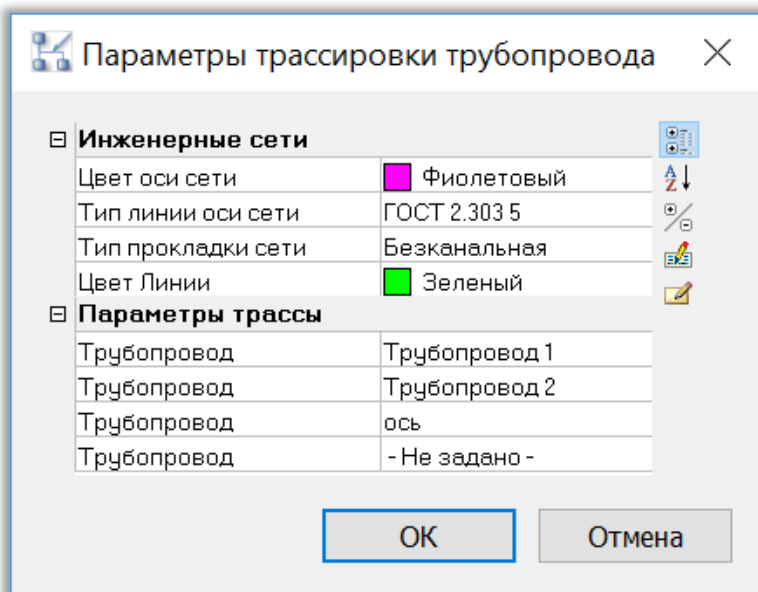 Параметры трассировки трубопровода
Инженерные сети
Цвет оси сети Фиолетовый
Тип линии оси сети ГОСТ 2.303 5
Тип прокладки сети Безканальная
Цвет Линии Зеленый
Параметры трассы
Трубопровод Трубопровод 1
Трубопровод Трубопровод 2
Трубопровод ось
Трубопровод - Не задано -
ОК Отмена